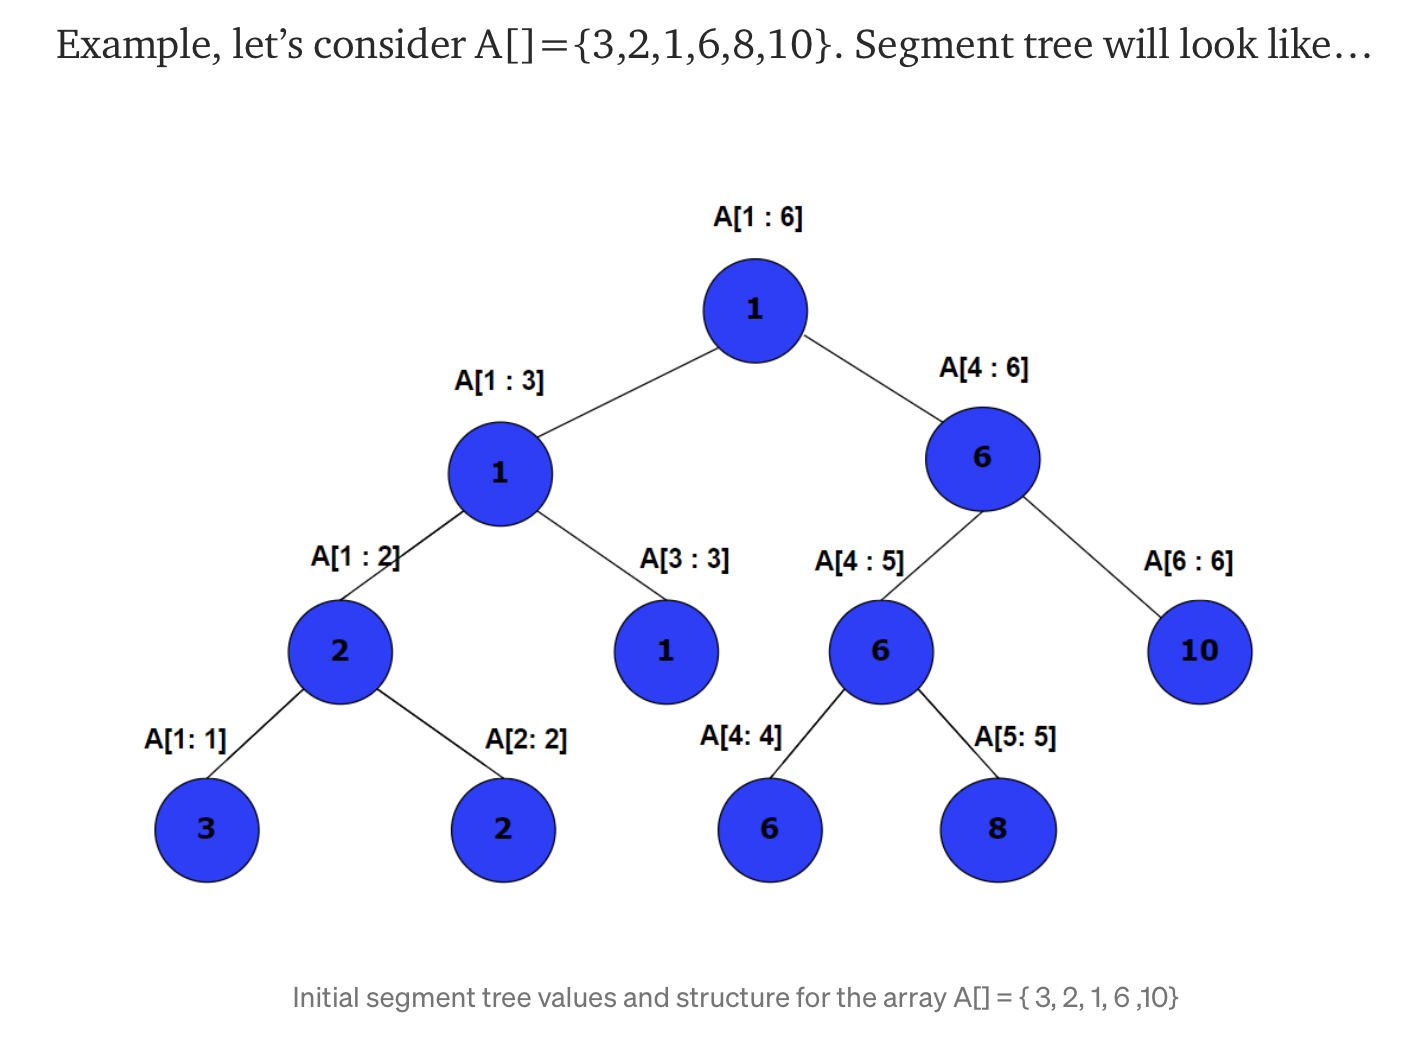 Example, let’s consider A[]={3,2,1,6,8,10}. Segment tree will look like…
A[1 : 6]
1
A[1 : 3]
A[4 : 6]
1
6
A[1 : 2]
A[3 : 3]
A[4 : 5]
A[6 : 6]
2
1
6
10
A[1: 1]
A[2: 2]
A[4: 4]
A[5: 5]
3
2
6
8
Initial segment tree values and structure for the array A[] = { 3, 2, 1, 6 ,10}